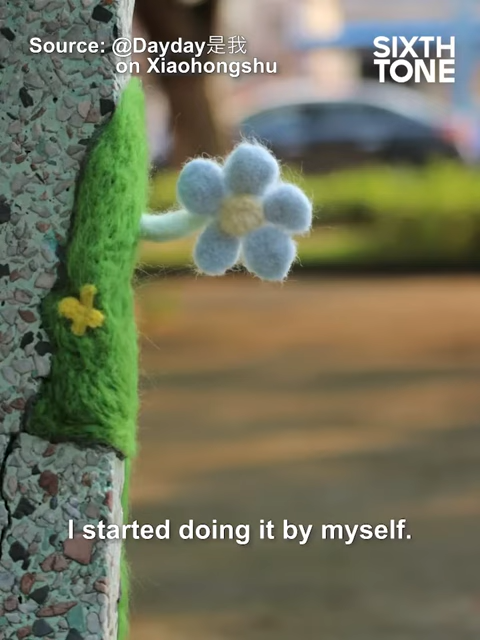 Source: @Dayday是我
on Xiaohongshu
SIXTH
TONE
I started doing it by myself.